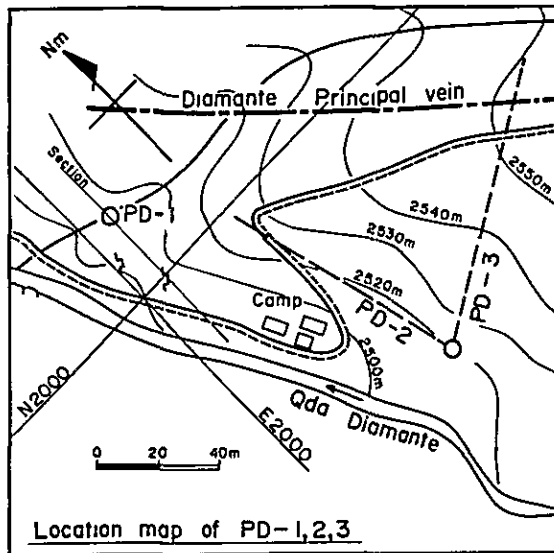 Nm
Diamante Principal vein
Section
PD-1
2550m
2540m
2530m
2520m
PD-3
PD-2
Camp
2500m
Qda Diamante
N2000
E2000
0 20 40m
Location map of PD-1,2,3